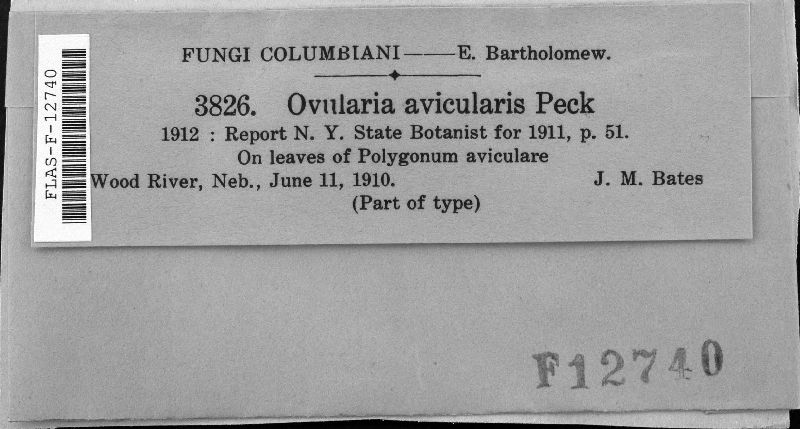 FUNGI COLUMBIANI——E. Bartholomew.
3826. Ovularia avicularis Peck
1912 : Report N. Y. State Botanist for 1911, p. 51.
On leaves of Polygonum aviculare
Wood River, Neb., June 11, 1910. J. M. Bates
(Part of type)
FLAS-F-12740
F12740